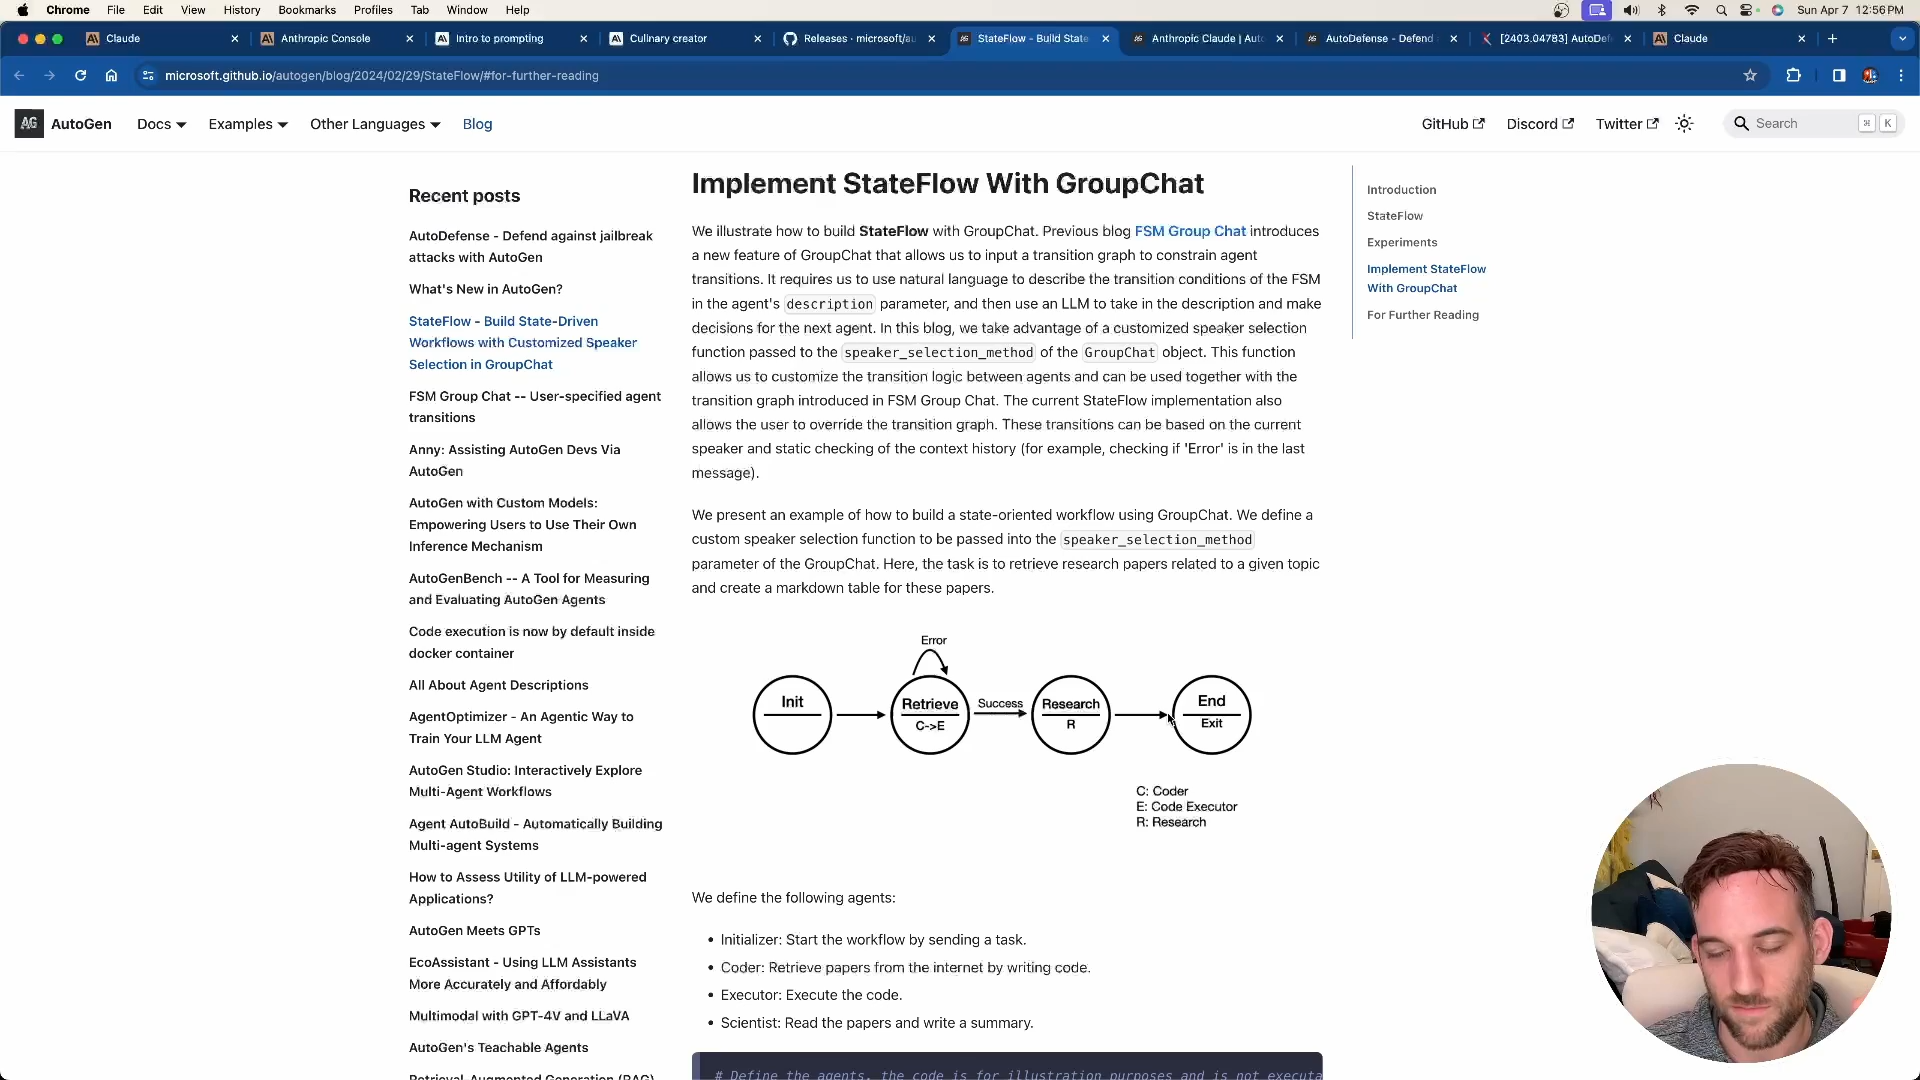 Chrome File Edit View History Bookmarks Profiles Tab Window Help Sun Apr 7 12:56 PM
Claude Anthropic Console Intro to prompting Culinary creator Releases · microsoft/au StateFlow - Build State Anthropic Claude | Auto AutoDefense - Defend [2403.04783] AutoDef Claude
microsoft.github.io/autogen/blog/2024/02/29/StateFlow/#for-further-reading
AG AutoGen Docs Examples Other Languages Blog GitHub Discord Twitter Search ⌘ K
Recent posts
AutoDefense - Defend against jailbreak
attacks with AutoGen
What's New in AutoGen?
StateFlow - Build State-Driven
Workflows with Customized Speaker
Selection in GroupChat
FSM Group Chat -- User-specified agent
transitions
Anny: Assisting AutoGen Devs Via
AutoGen
AutoGen with Custom Models:
Empowering Users to Use Their Own
Inference Mechanism
AutoGenBench -- A Tool for Measuring
and Evaluating AutoGen Agents
Code execution is now by default inside
docker container
All About Agent Descriptions
AgentOptimizer - An Agentic Way to
Train Your LLM Agent
AutoGen Studio: Interactively Explore
Multi-Agent Workflows
Agent AutoBuild - Automatically Building
Multi-agent Systems
How to Assess Utility of LLM-powered
Applications?
AutoGen Meets GPTs
EcoAssistant - Using LLM Assistants
More Accurately and Affordably
Multimodal with GPT-4V and LLaVA
AutoGen's Teachable Agents
Retrieval-Augmented Generation (RAG)
Implement StateFlow With GroupChat
We illustrate how to build StateFlow with GroupChat. Previous blog FSM Group Chat introduces
a new feature of GroupChat that allows us to input a transition graph to constrain agent
transitions. It requires us to use natural language to describe the transition conditions of the FSM
in the agent's description parameter, and then use an LLM to take in the description and make
decisions for the next agent. In this blog, we take advantage of a customized speaker selection
function passed to the speaker_selection_method of the GroupChat object. This function
allows us to customize the transition logic between agents and can be used together with the
transition graph introduced in FSM Group Chat. The current StateFlow implementation also
allows the user to override the transition graph. These transitions can be based on the current
speaker and static checking of the context history (for example, checking if 'Error' is in the last
message).
We present an example of how to build a state-oriented workflow using GroupChat. We define a
custom speaker selection function to be passed into the speaker_selection_method
parameter of the GroupChat. Here, the task is to retrieve research papers related to a given topic
and create a markdown table for these papers.
Error
Init Retrieve Success Research End
C->E R Exit
C: Coder
E: Code Executor
R: Research
We define the following agents:
• Initializer: Start the workflow by sending a task.
• Coder: Retrieve papers from the internet by writing code.
• Executor: Execute the code.
• Scientist: Read the papers and write a summary.
# Define the agents, the code is for illustration purposes and is not executa
Introduction
StateFlow
Experiments
Implement StateFlow
With GroupChat
For Further Reading